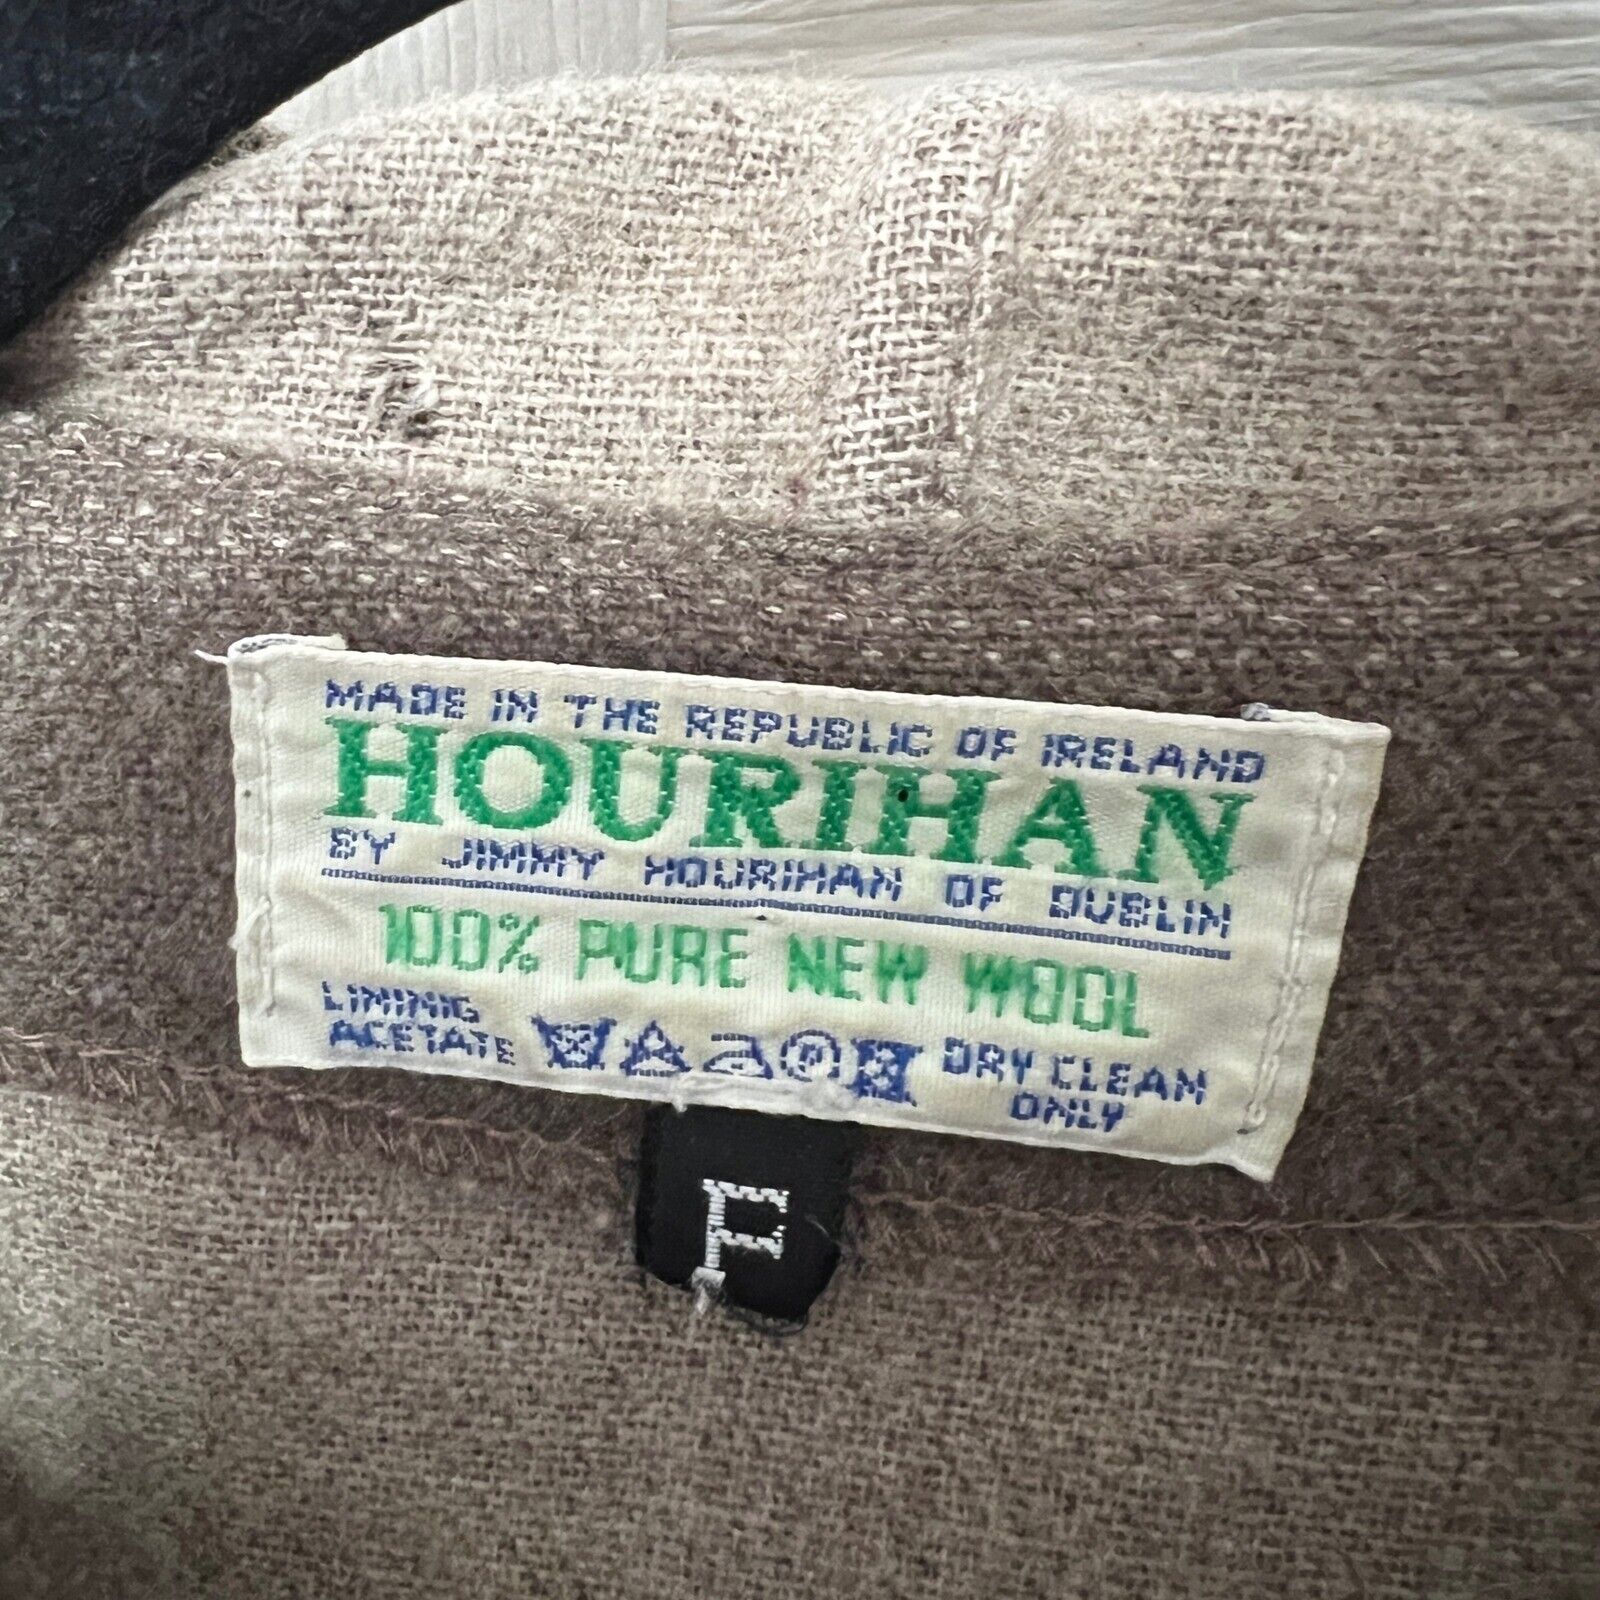 MADE IN THE REPUBLIC OF IRELAND
HOURIHAN
BY JIMMY HOURIHAN OF DUBLIN
100% PURE NEW WOOL
LINING
ACETATE
DRY CLEAN
ONLY
P
F